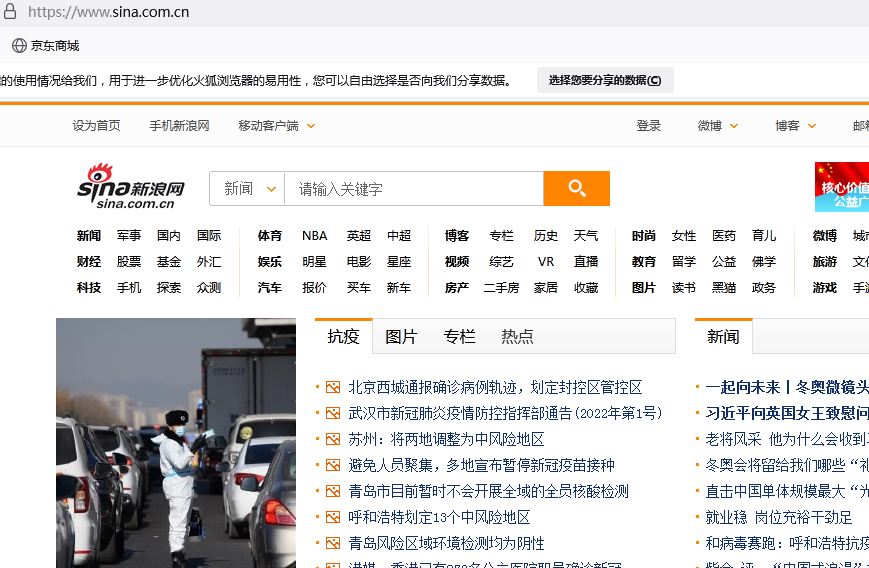 https://www.sina.com.cn
京东商城
的使用情况给我们，用于进一步优化火狐浏览器的易用性，您可以自由选择是否向我们分享数据。 选择您要分享的数据(C)
设为首页 手机新浪网 移动客户端 登录 微博 博客 邮箱
sina新浪网
sina.com.cn
新闻 请输入关键字
核心价值
公益广
新闻 军事 国内 国际 体育 NBA 英超 中超 博客 专栏 历史 天气 时尚 女性 医药 育儿 微博 城市
财经 股票 基金 外汇 娱乐 明星 电影 星座 视频 综艺 VR 直播 教育 留学 公益 佛学 旅游 文化
科技 手机 探索 众测 汽车 报价 买车 新车 房产 二手房 家居 收藏 图片 读书 黑猫 政务 游戏 手游
抗疫 图片 专栏 热点
北京西城通报确诊病例轨迹，划定封控区管控区
武汉市新冠肺炎疫情防控指挥部通告(2022年第1号)
苏州：将两地调整为中风险地区
避免人员聚集，多地宣布暂停新冠疫苗接种
青岛市目前暂时不会开展全域的全员核酸检测
呼和浩特划定13个中风险地区
青岛风险区域环境检测均为阴性
新闻
一起向未来丨冬奥微镜头
习近平向英国女王致慰问
老将风采 他为什么会收到
冬奥会将留给我们哪些“礼
直击中国单体规模最大“光
就业稳 岗位充裕干劲足
和病毒赛跑：呼和浩特抗疫